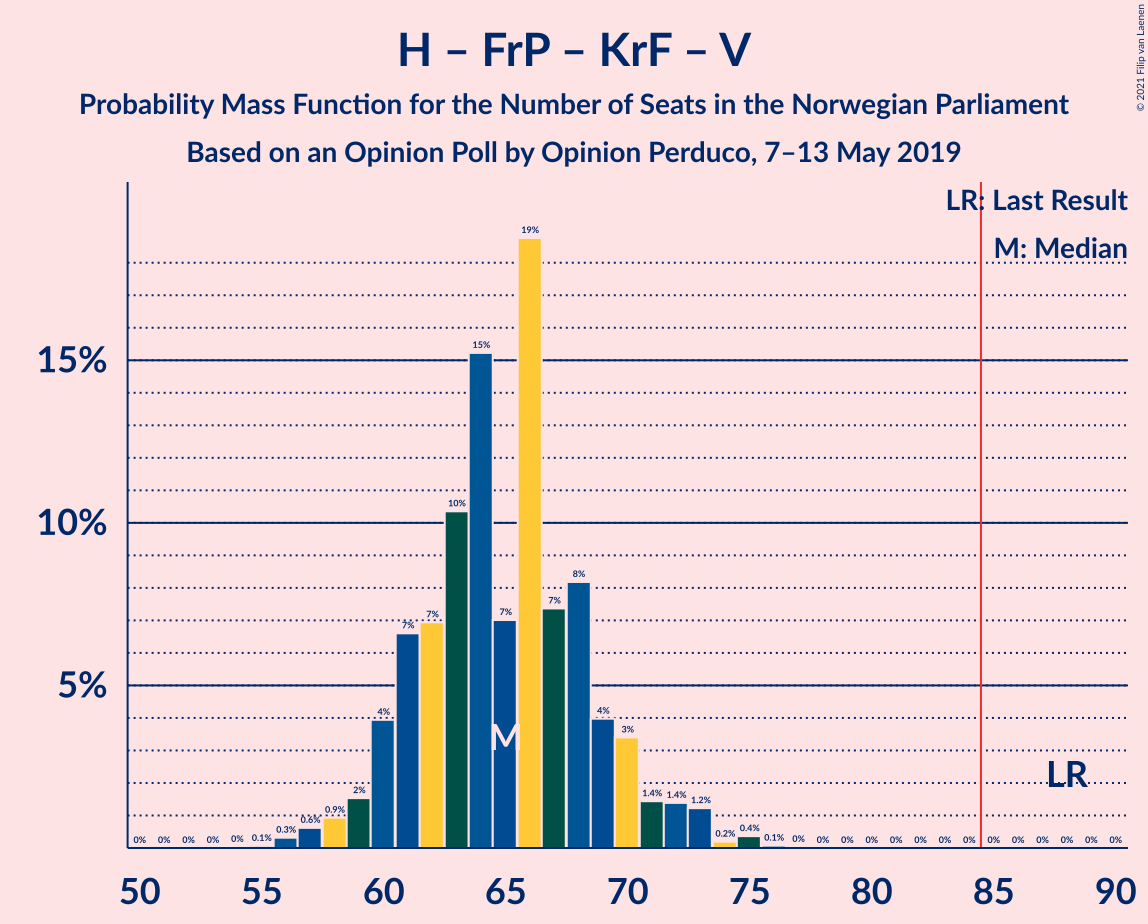 H – FrP – KrF – V
Probability Mass Function for the Number of Seats in the Norwegian Parliament
Based on an Opinion Poll by Opinion Perduco, 7–13 May 2019
© 2021 Filip van Laenen
LR: Last Result
M: Median
15%
10%
5%
0% 0% 0% 0% 0% 0.1% 0.3% 0.6% 0.9% 2% 4% 7% 7% 10% 15% 7% 19% 7% 8% 4% 3% 1.4% 1.4% 1.2% 0.2% 0.4% 0.1% 0% 0% 0% 0% 0% 0% 0% 0% 0% 0% 0% 0% 0% 0%
M
LR
50 55 60 65 70 75 80 85 90